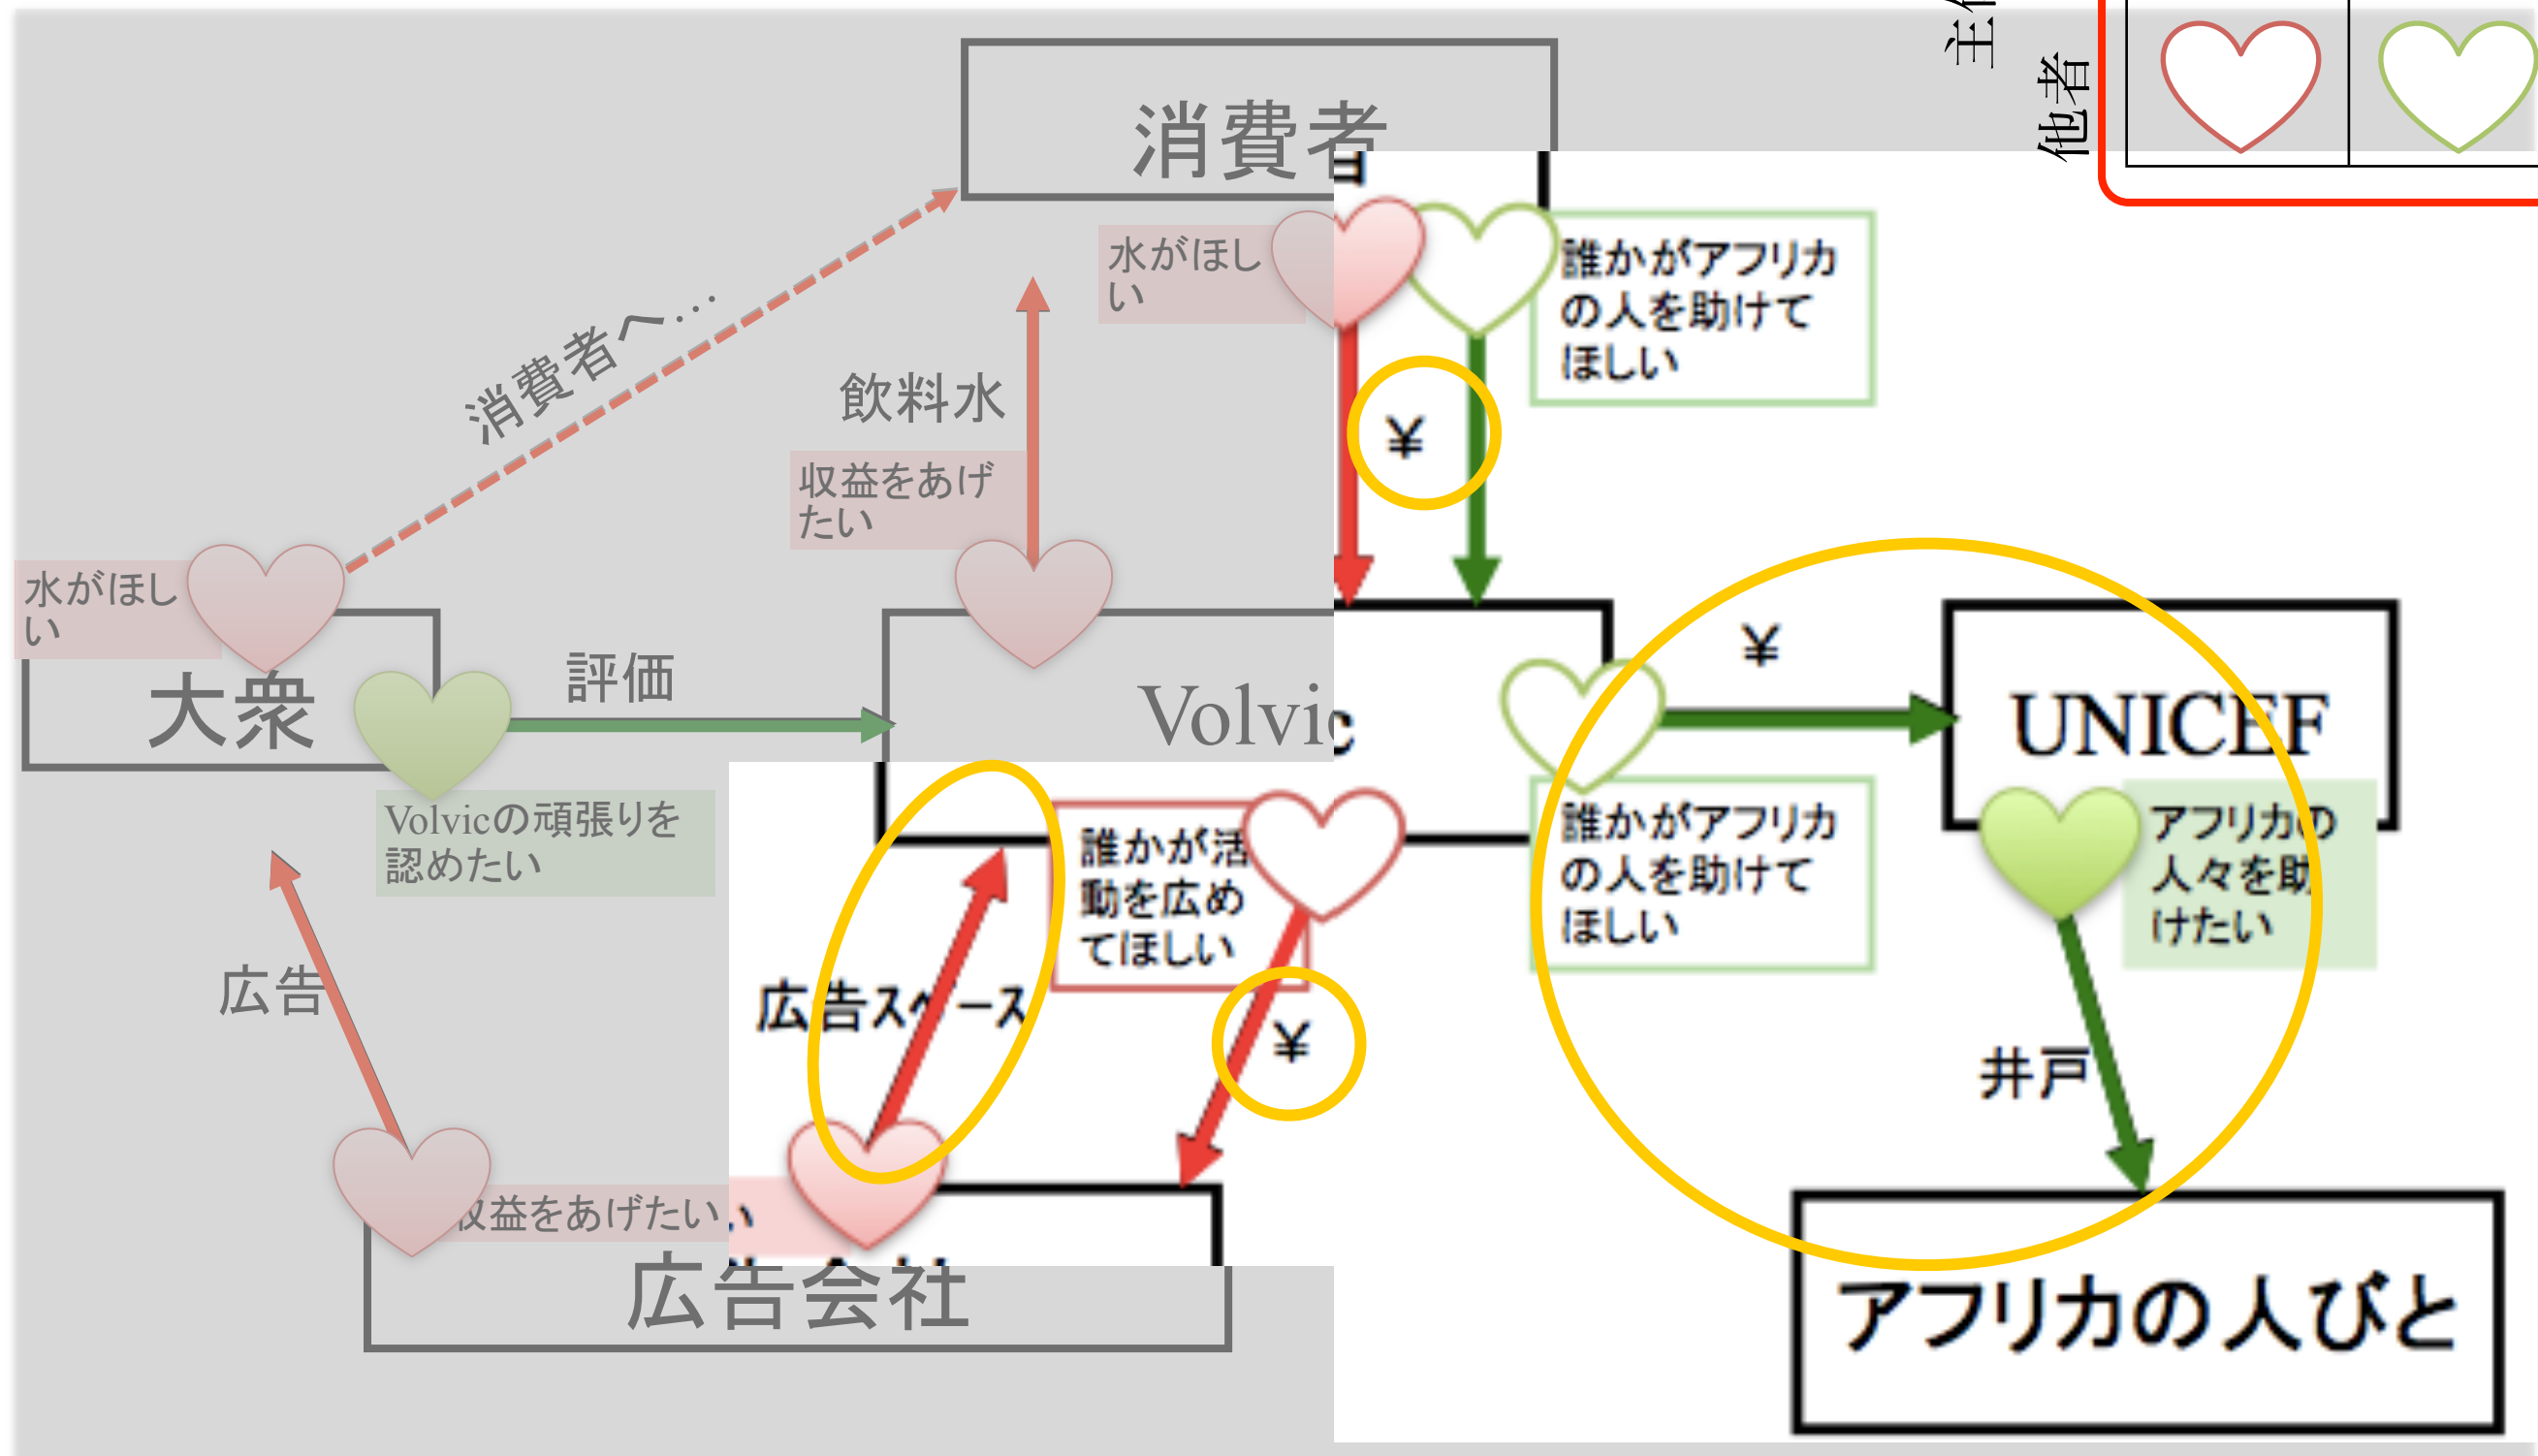 他者
消費者
水がほし
い
誰かがアフリカ
の人を助けて
ほしい
消費者へ…
飲料水
¥
収益をあげ
たい
水がほし
い
大衆
評価
Volvic
¥
UNICEF
Volvicの頑張りを
認めたい
誰かが活
動を広め
てほしい
誰かがアフリカ
の人を助けて
ほしい
アフリカの
人々を助
けたい
広告
広告スペース
¥
井戸
収益をあげたい
広告会社
アフリカの人びと